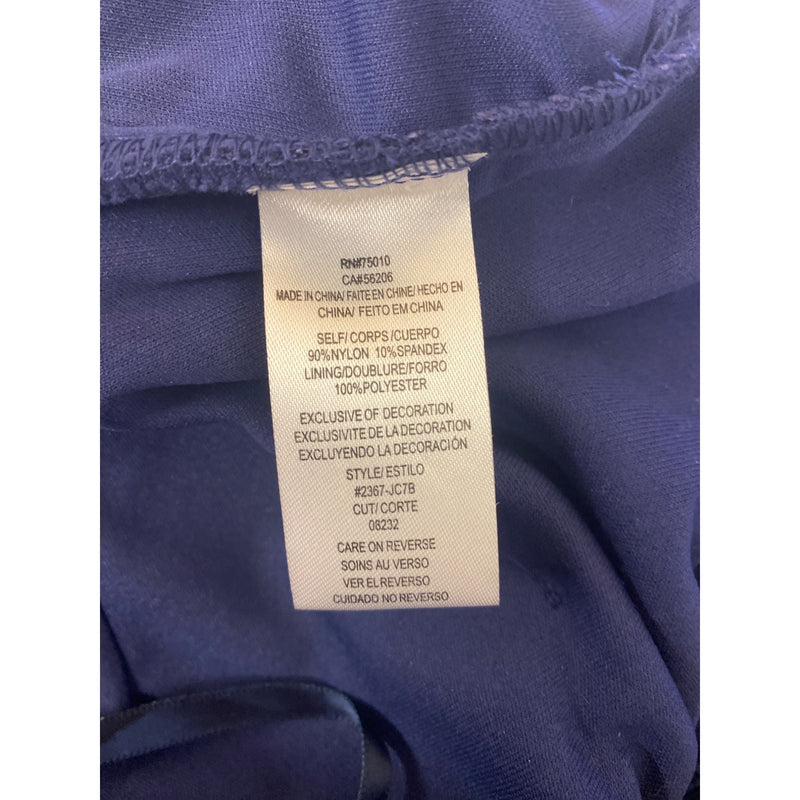 RN#75010
CA#56206
MADE IN CHINA/ FAITE EN CHINE/HECHO EN
CHINA/ FEITO EM CHINA
SELF/ CORPS /CUERPO
90%NYLON 10%SPANDEX
LINING/DOUBLURE/FORRO
100%POLYESTER
EXCLUSIVE OF DECORATION
EXCLUSIVITE DE LA DECORATION
EXCLUYENDO LA DECORACIÓN
STYLE/ ESTILO
#2367-JC7B
CUT/ CORTE
08232
CARE ON REVERSE
SOINS AU VERSO
VER EL REVERSO
CUIDADO NO REVERSO